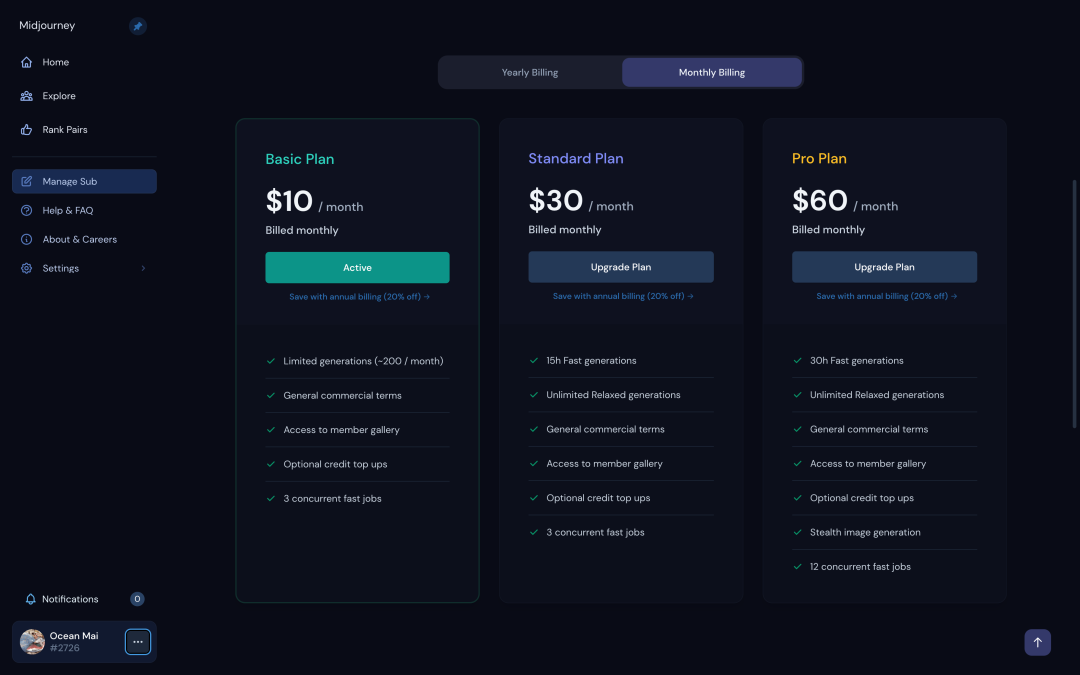 Midjourney
Home
Explore
Rank Pairs
Manage Sub
Help & FAQ
About & Careers
Settings
Notifications
0
Ocean Mai
#2726
Yearly Billing
Monthly Billing
Basic Plan
$10 / month
Billed monthly
Active
Save with annual billing (20% off) →
Limited generations (~200 / month)
General commercial terms
Access to member gallery
Optional credit top ups
3 concurrent fast jobs
Standard Plan
$30 / month
Billed monthly
Upgrade Plan
Save with annual billing (20% off) →
15h Fast generations
Unlimited Relaxed generations
General commercial terms
Access to member gallery
Optional credit top ups
3 concurrent fast jobs
Pro Plan
$60 / month
Billed monthly
Upgrade Plan
Save with annual billing (20% off) →
30h Fast generations
Unlimited Relaxed generations
General commercial terms
Access to member gallery
Optional credit top ups
Stealth image generation
12 concurrent fast jobs